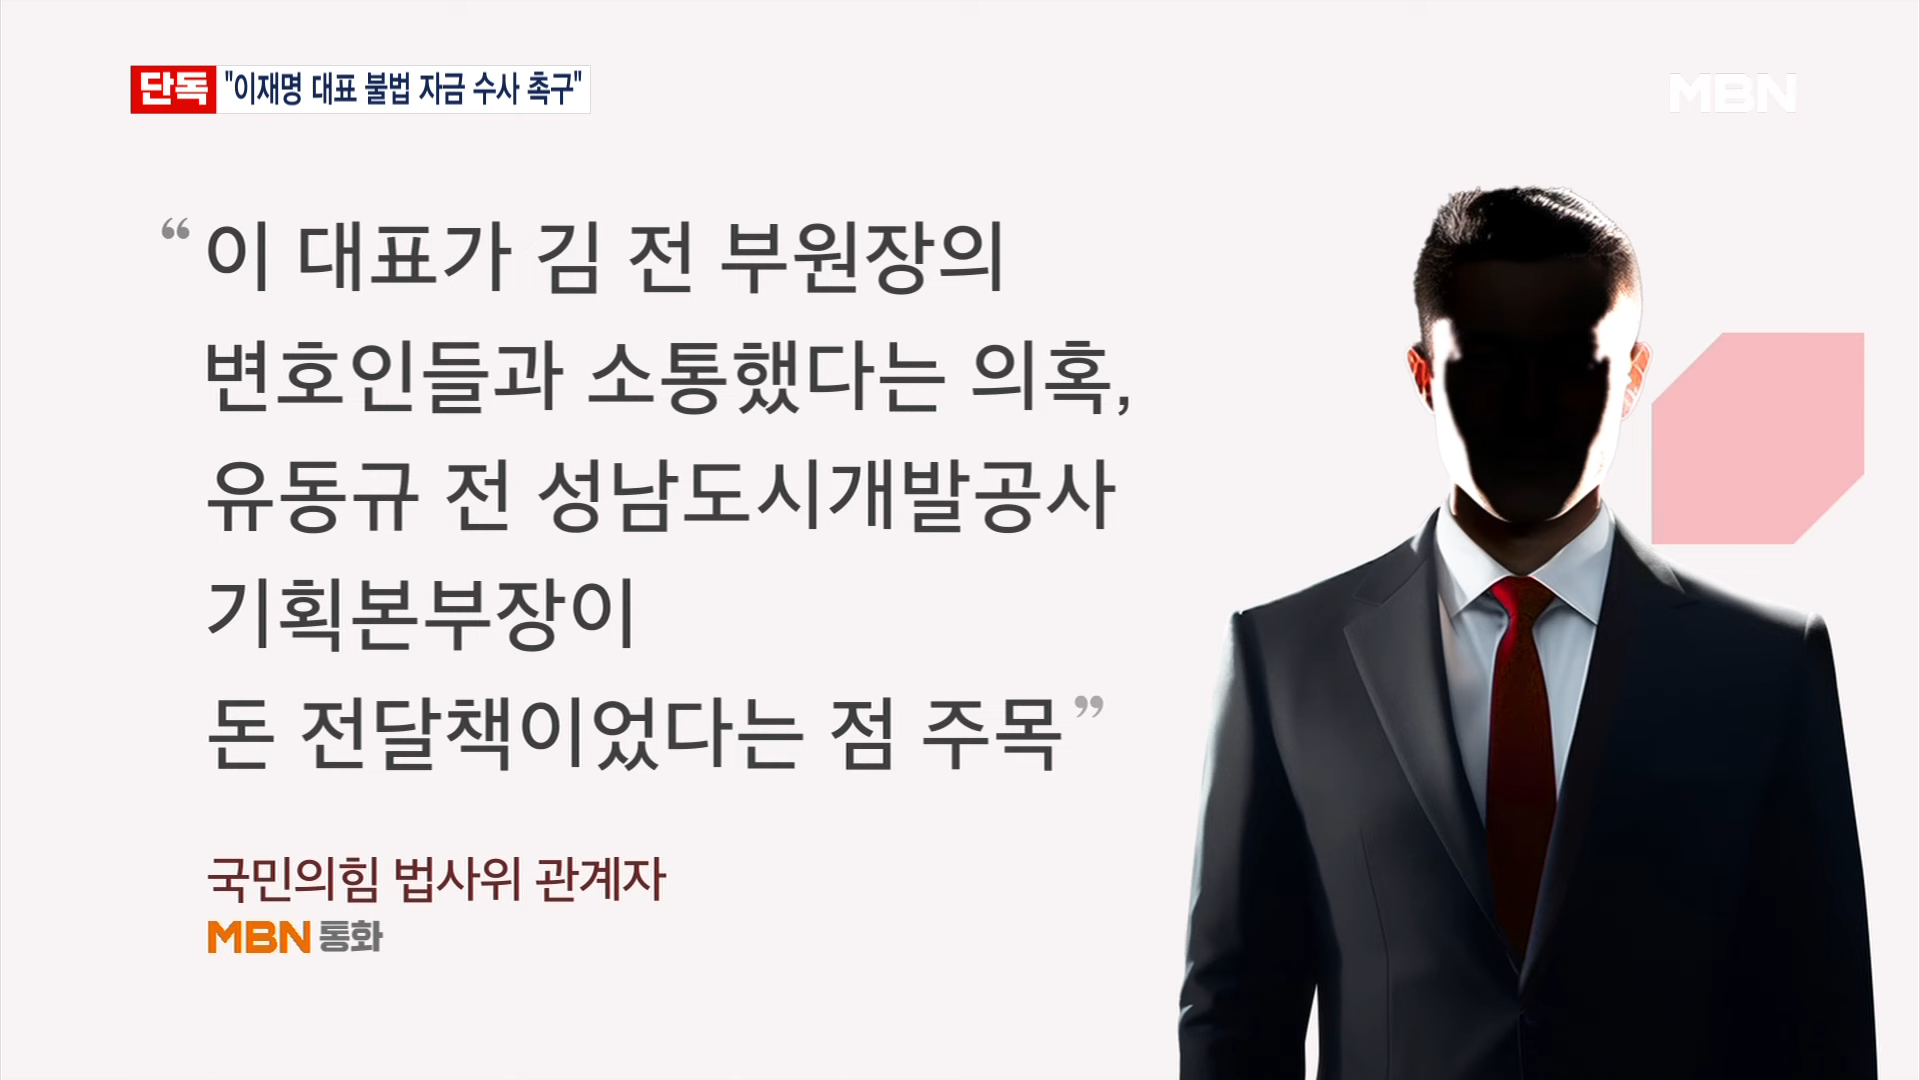 단독 "이재명 대표 불법 자금 수사 촉구"
MBN
“이 대표가 김 전 부원장의
변호인들과 소통했다는 의혹,
유동규 전 성남도시개발공사
기획본부장이
돈 전달책이었다는 점 주목”
국민의힘 법사위 관계자
MBN 통화